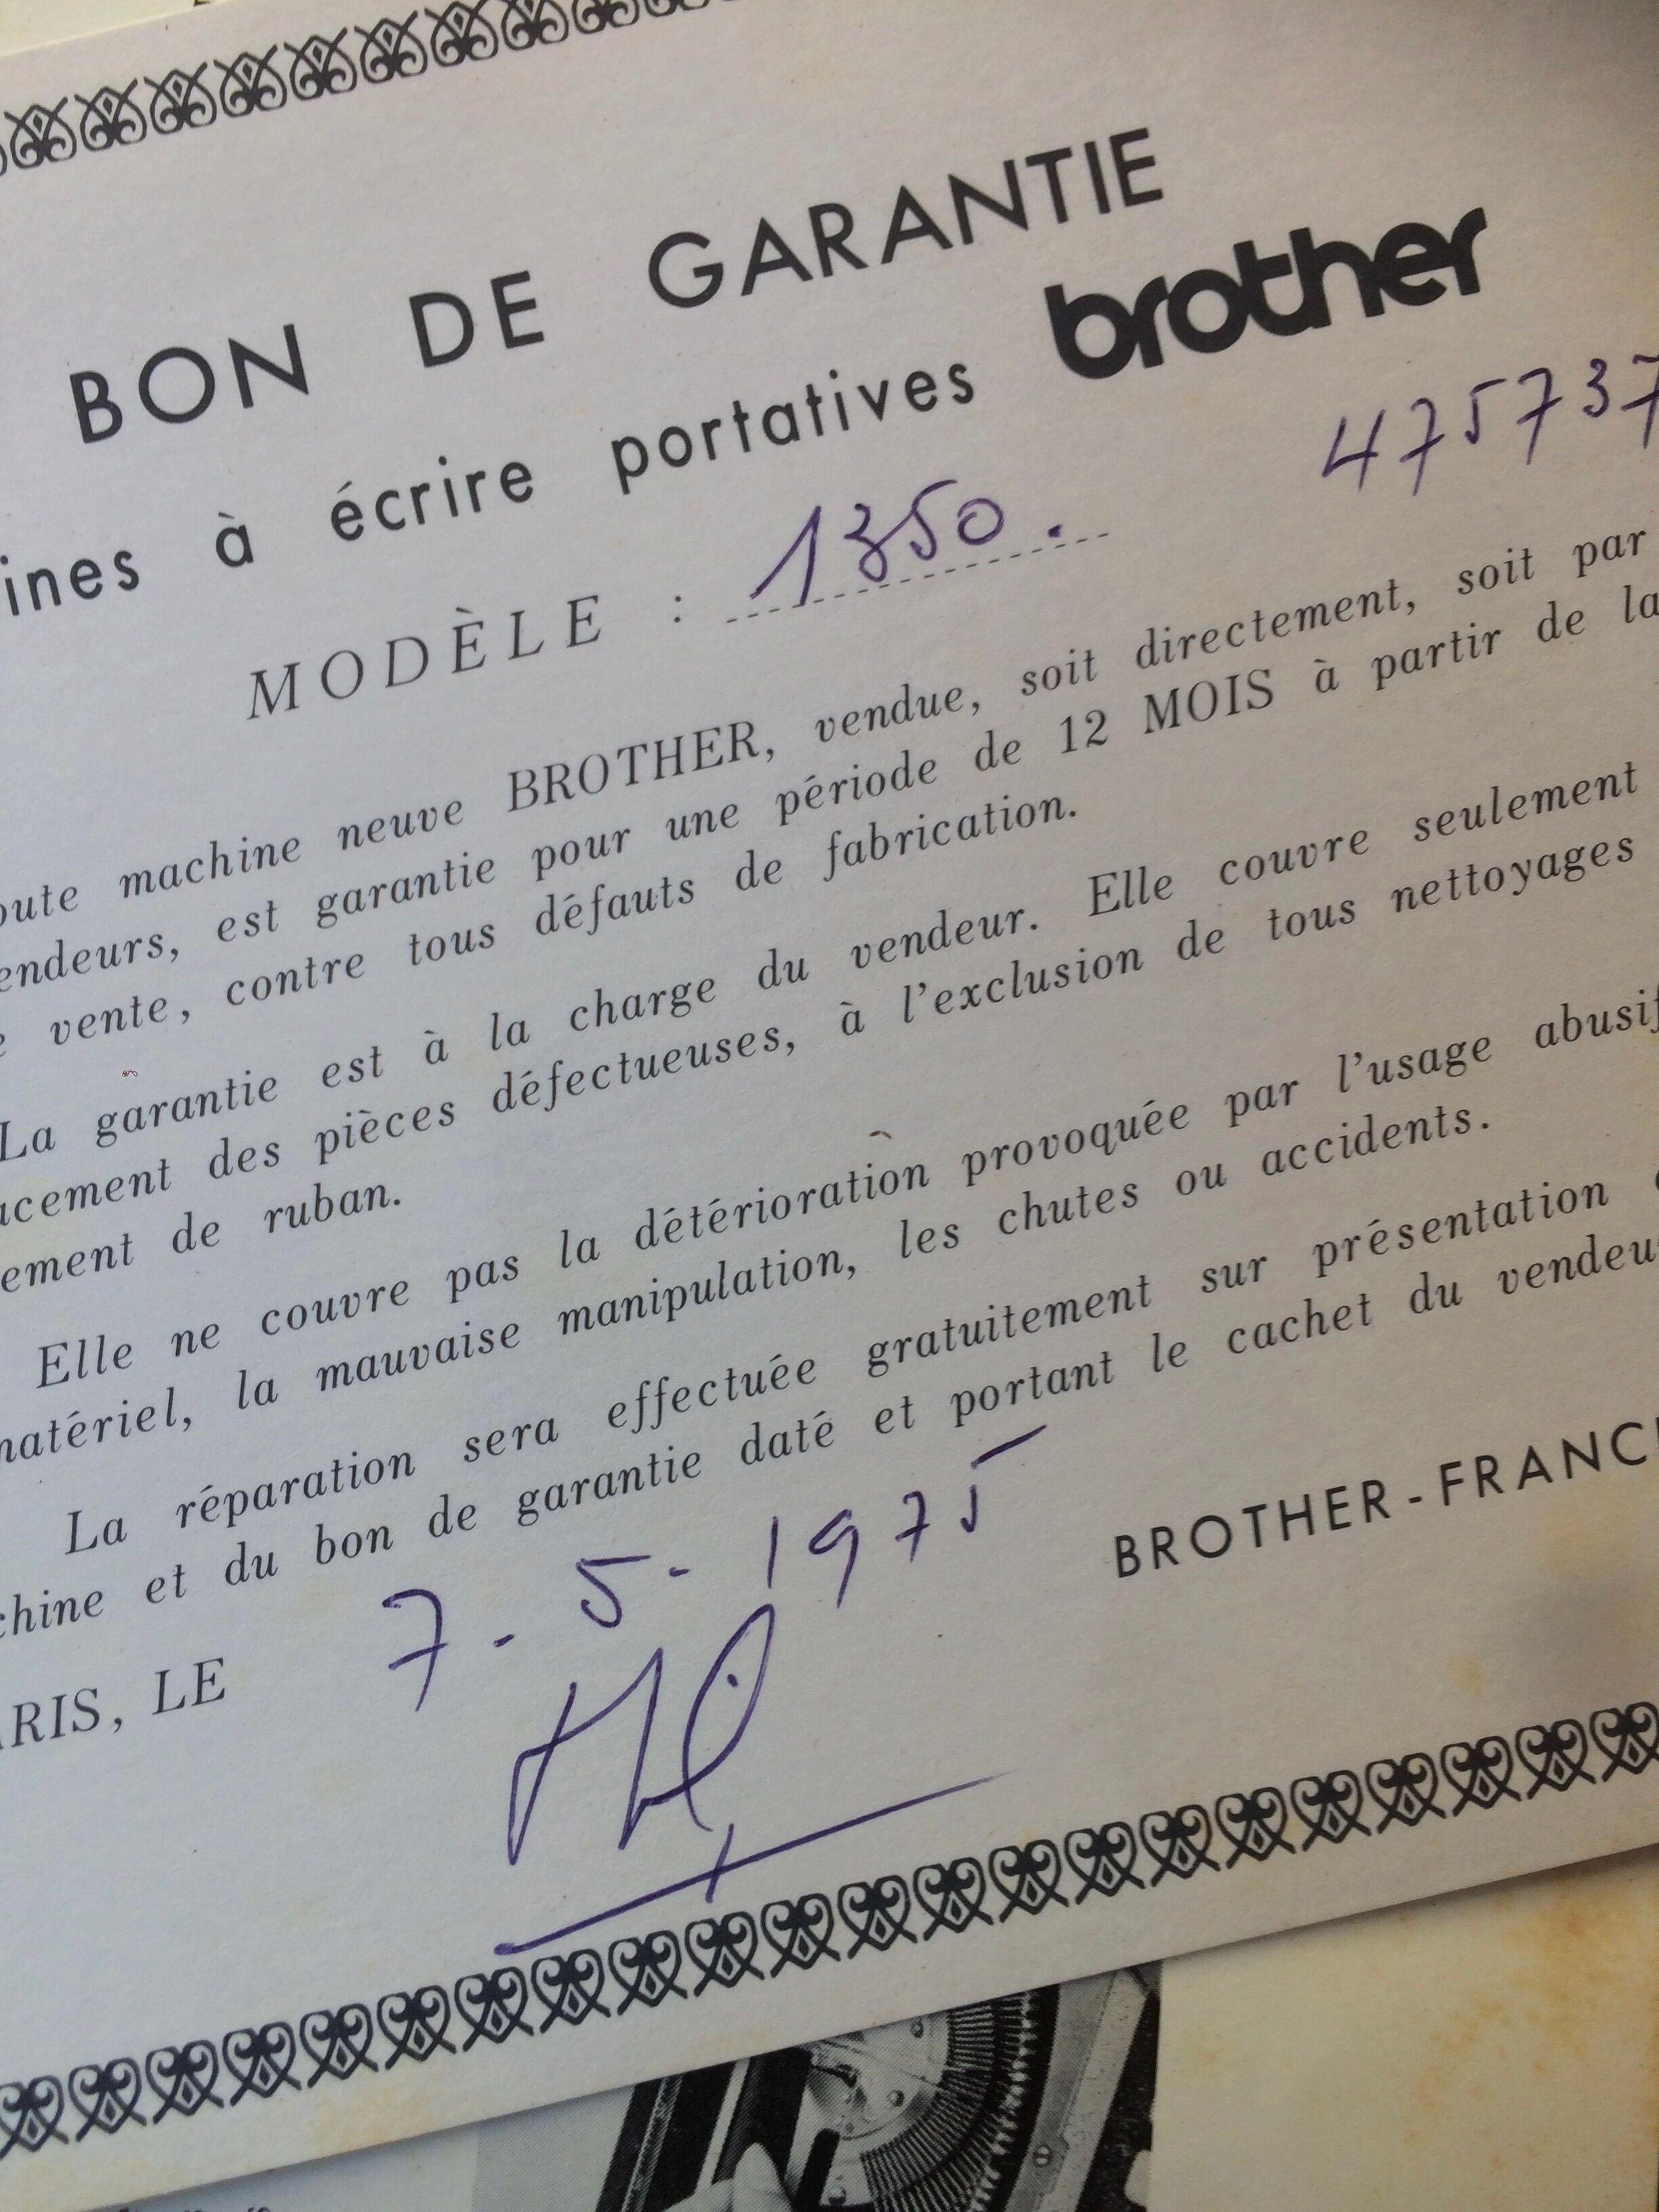 BON DE GARANTIE
ines à écrire portatives brother
475737
MODÈLE : 1350.
oute machine neuve BROTHER, vendue, soit directement, soit par
endeurs, est garantie pour une période de 12 MOIS à partir de la
e vente, contre tous défauts de fabrication.
La garantie est à la charge du vendeur. Elle couvre seulement
acement des pièces défectueuses, à l'exclusion de tous nettoyages
ement de ruban.
Elle ne couvre pas la détérioration provoquée par l'usage abusif
matériel, la mauvaise manipulation, les chutes ou accidents.
La réparation sera effectuée gratuitement sur présentation
chine et du bon de garantie daté et portant le cachet du vendeu
BROTHER-FRANCE
ARIS, LE 7-5-1975